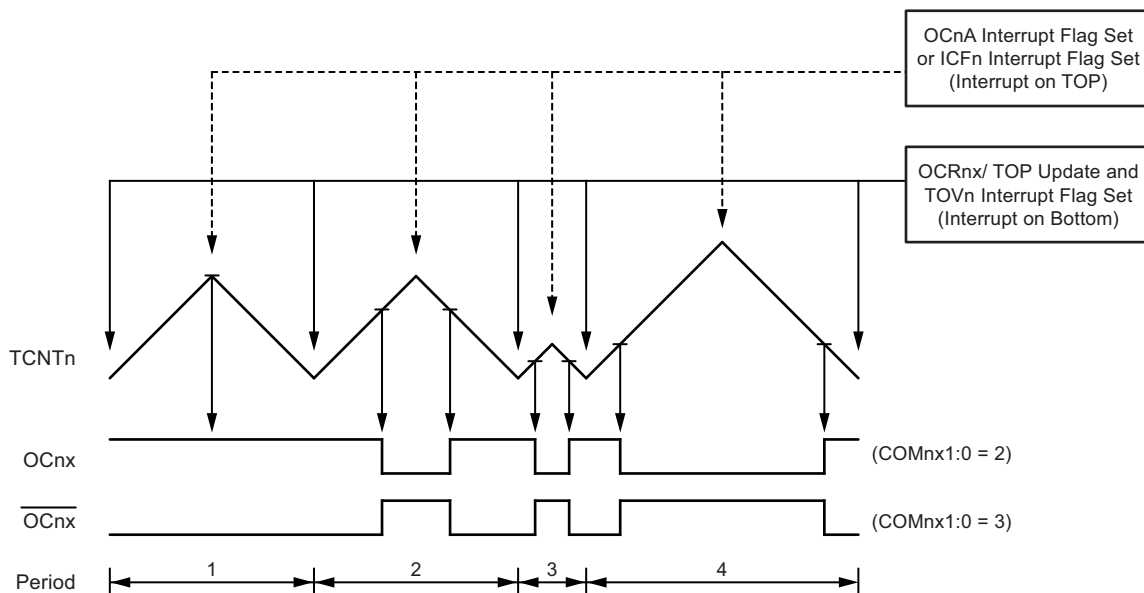 OCnA Interrupt Flag Set
or ICFn Interrupt Flag Set
(Interrupt on TOP)
OCRnx/ TOP Update and
TOVn Interrupt Flag Set
(Interrupt on Bottom)
TCNTn
OCnx
(COMnx1:0 = 2)
OCnx
(COMnx1:0 = 3)
Period
1
2
3
4